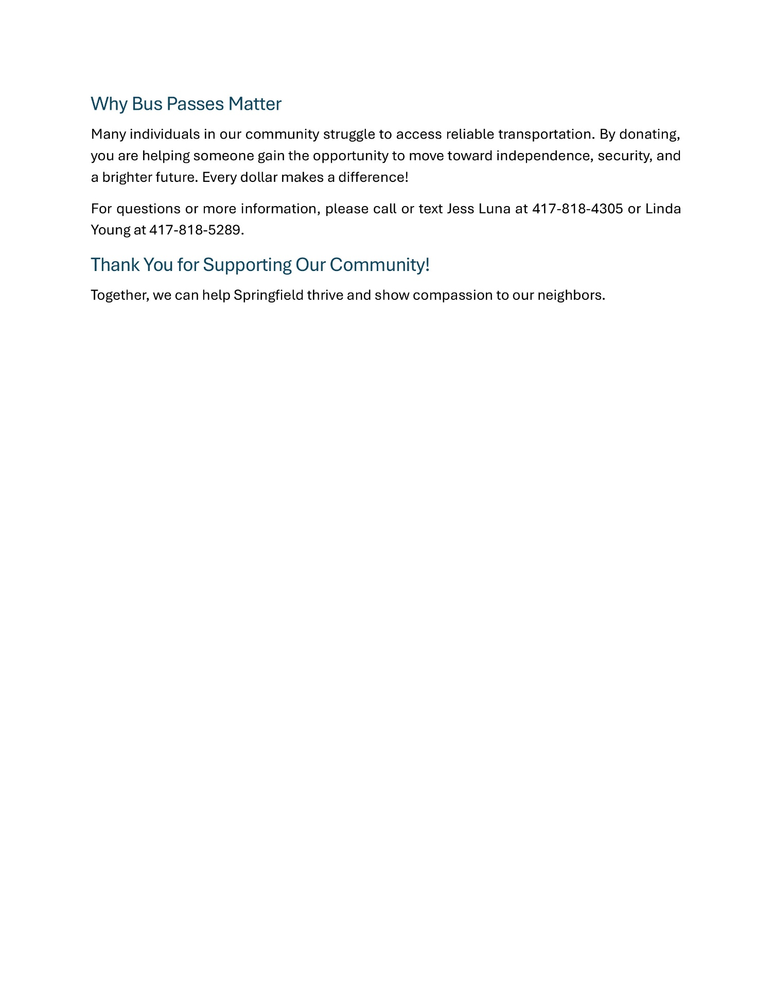 Why Bus Passes Matter
Many individuals in our community struggle to access reliable transportation. By donating,
you are helping someone gain the opportunity to move toward independence, security, and
a brighter future. Every dollar makes a difference!
For questions or more information, please call or text Jess Luna at 417-818-4305 or Linda
Young at 417-818-5289.
Thank You for Supporting Our Community!
Together, we can help Springfield thrive and show compassion to our neighbors.